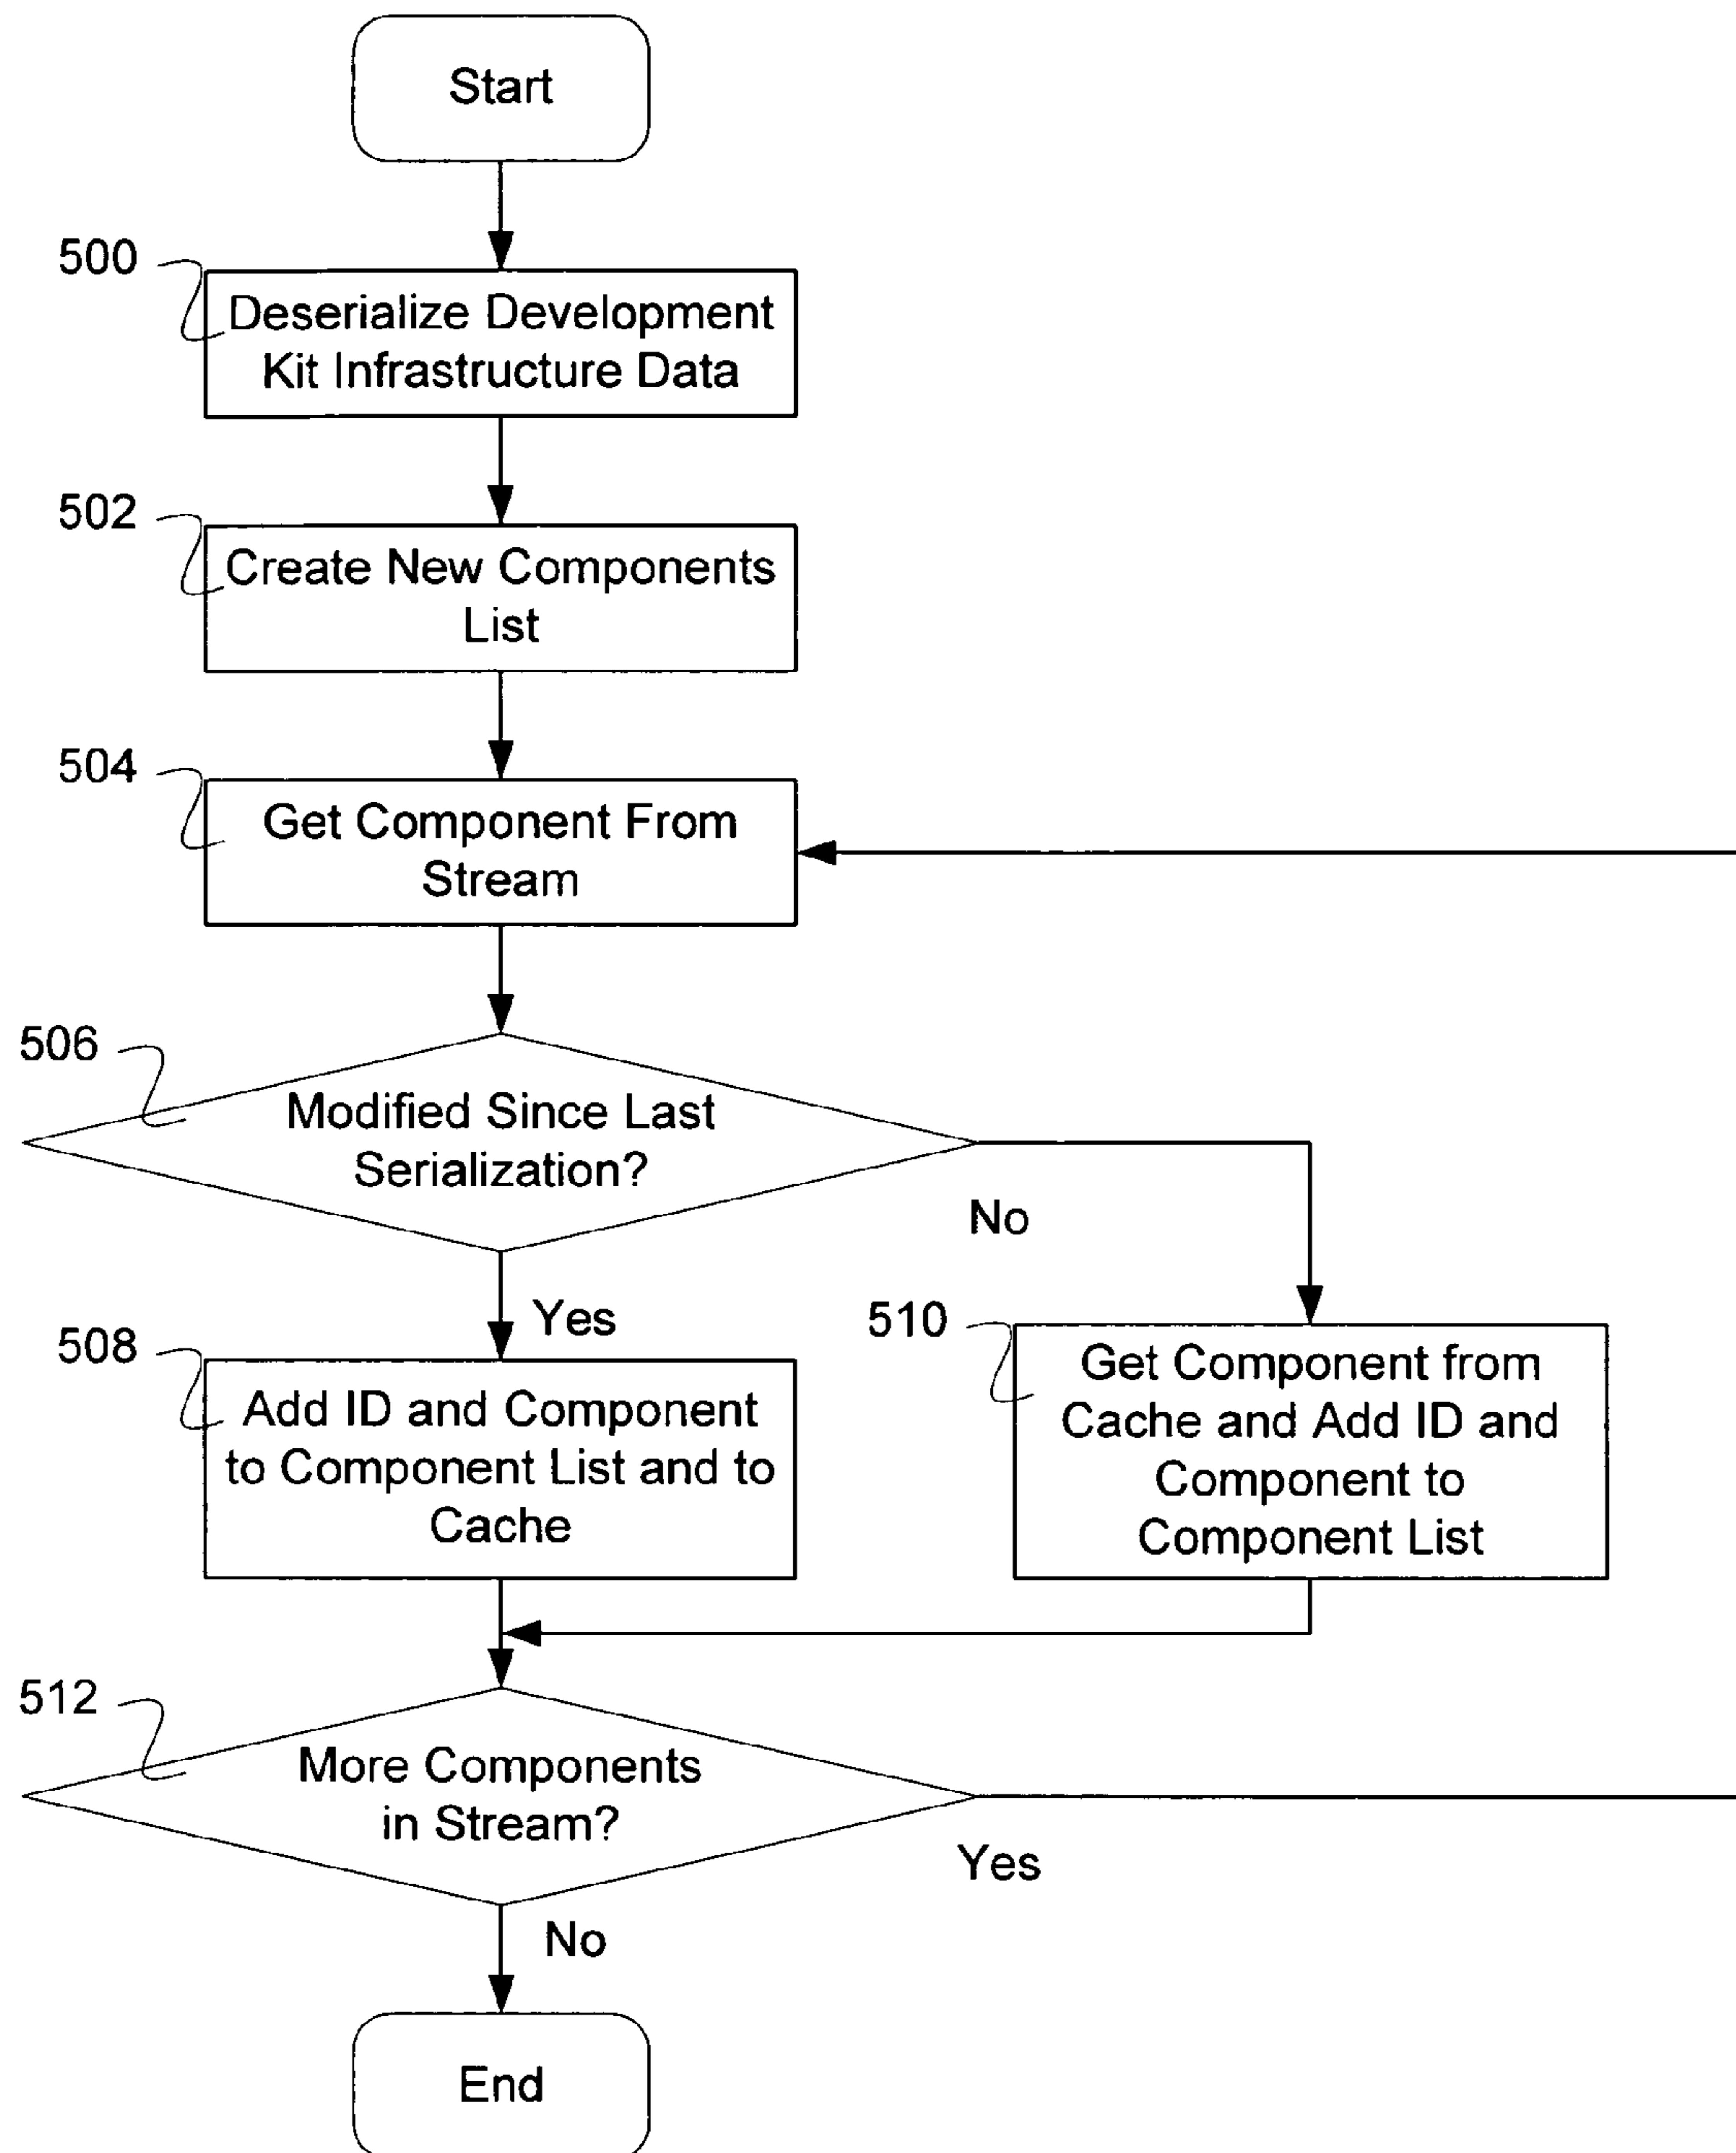 Start
500
Deserialize Development
Kit Infrastructure Data
502
Create New Components
List
504
Get Component From
Stream
506
Modified Since Last
Serialization?
No
Yes
508
Add ID and Component
to Component List and to
Cache
510
Get Component from
Cache and Add ID and
Component to
Component List
512
More Components
in Stream?
Yes
No
End